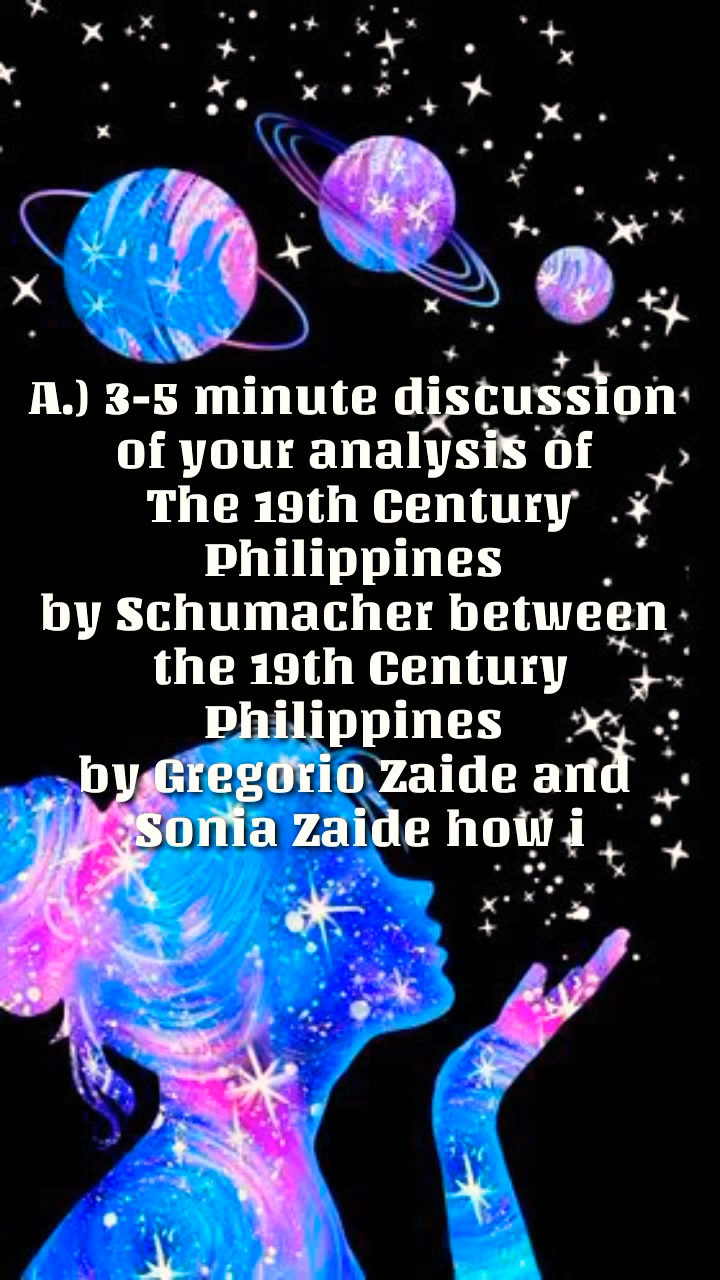 A.) 3-5 minute discussion
of your analysis of
The 19th Century
Philippines
by Schumacher between
the 19th Century
Philippines
by Gregorio Zaide and
Sonia Zaide how i